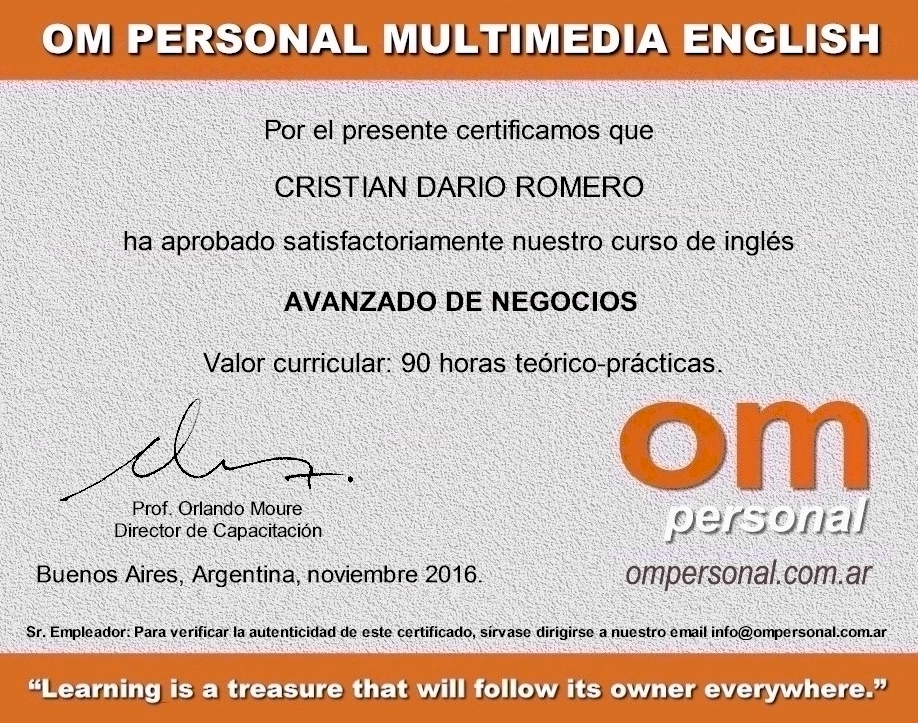 OM PERSONAL MULTIMEDIA ENGLISH
Por el presente certificamos que
CRISTIAN DARIO ROMERO
ha aprobado satisfactoriamente nuestro curso de inglés
AVANZADO DE NEGOCIOS
Valor curricular: 90 horas teórico-prácticas.
om
personal
Prof. Orlando Moure
Director de Capacitación
Buenos Aires, Argentina, noviembre 2016.
ompersonal.com.ar
Sr. Empleador: Para verificar la autenticidad de este certificado, sírvase dirigirse a nuestro email info@ompersonal.com.ar
“Learning is a treasure that will follow its owner everywhere.”